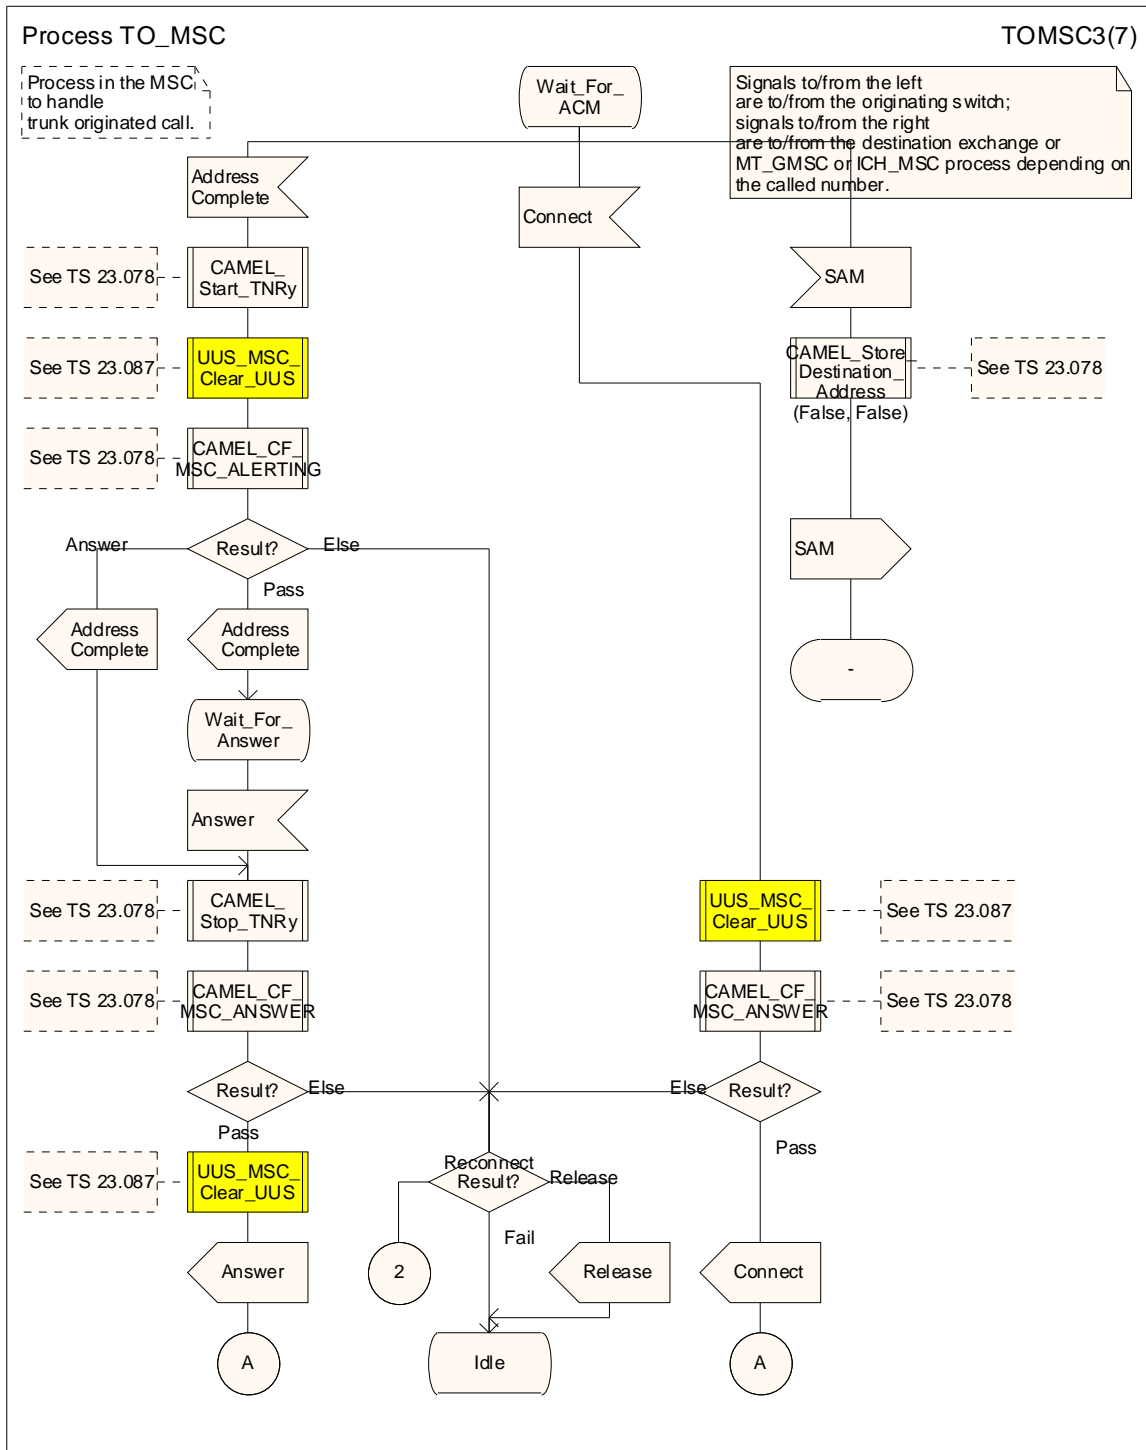 Process TO_MSC
TOMSC3(7)
Process in the MSC
to handle
trunk originated call.
Wait_For_
ACM
Signals to/from the left
are to/from the originating switch;
signals to/from the right
are to/from the destination exchange or
MT_GMSC or ICH_MSC process depending on
the called number.
Address
Complete
Connect
See TS 23.078
CAMEL_
Start_TNRy
SAM
See TS 23.087
UUS_MSC_
Clear_UUS
CAMEL_Store_
Destination_
Address
(False, False)
See TS 23.078
See TS 23.078
CAMEL_CF_
MSC_ALERTING
SAM
Answer
Result?
Else
Pass
Address
Complete
Address
Complete
-
Wait_For_
Answer
Answer
See TS 23.078
CAMEL_
Stop_TNRy
UUS_MSC_
Clear_UUS
See TS 23.087
See TS 23.078
CAMEL_CF_
MSC_ANSWER
CAMEL_CF_
MSC_ANSWER
See TS 23.078
Result?
Else
Else
Result?
Pass
Pass
See TS 23.087
UUS_MSC_
Clear_UUS
Reconnect
Result?
Release
Fail
Answer
2
Release
Connect
A
Idle
A